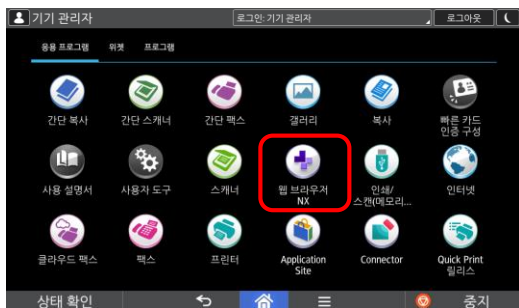 기기 관리자 로그인: 기기 관리자 로그아웃
응용 프로그램 위젯 프로그램
간단 복사 간단 스캐너 간단 팩스 갤러리 복사 빠른 카드
인증 구성
사용 설명서 사용자 도구 스캐너 웹 브라우저
NX 인쇄/
스캔(메모리... 인터넷
클라우드 팩스 팩스 프린터 Application
Site Connector Quick Print
릴리스
상태 확인 중지